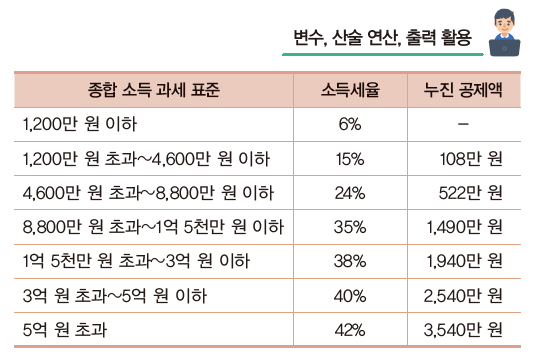 변수, 산술 연산, 출력 활용
종합 소득 과세 표준 소득세율 누진 공제액
1,200만 원 이하 6% –
1,200만 원 초과~4,600만 원 이하 15% 108만 원
4,600만 원 초과~8,800만 원 이하 24% 522만 원
8,800만 원 초과~1억 5천만 원 이하 35% 1,490만 원
1억 5천만 원 초과~3억 원 이하 38% 1,940만 원
3억 원 초과~5억 원 이하 40% 2,540만 원
5억 원 초과 42% 3,540만 원